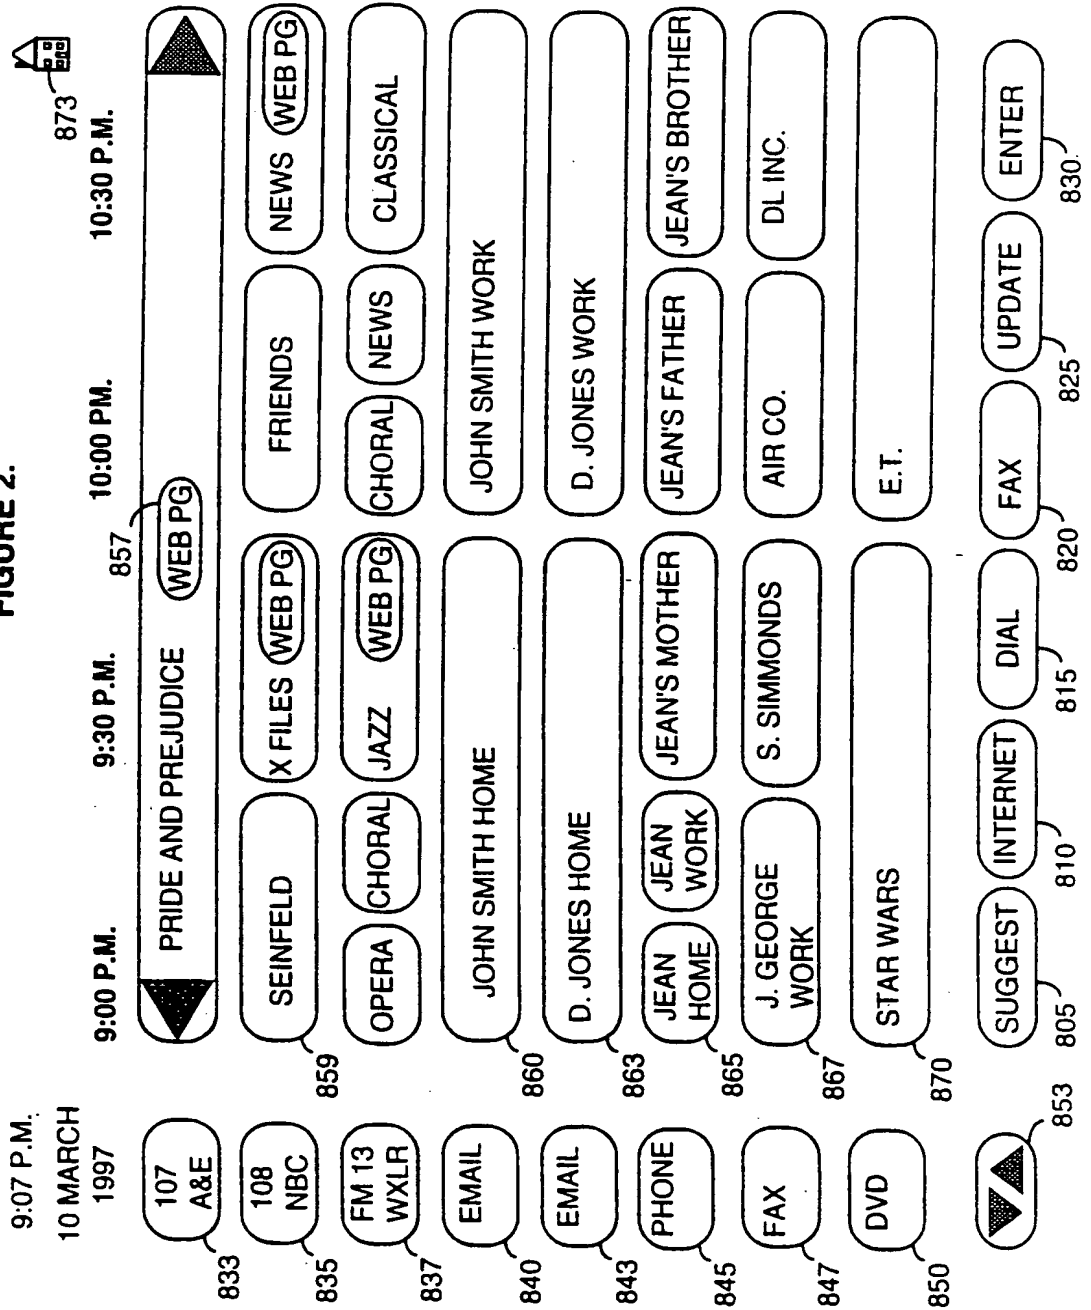 FIGURE 2.
9:07 P.M.
10 MARCH
1997
873
9:00 P.M.
9:30 P.M.
10:00 PM.
10:30 P.M.
857
107
A&E
PRIDE AND PREJUDICE
WEB PG
833
108
NBC
SEINFELD
X FILES
WEB PG
FRIENDS
NEWS
WEB PG
835
859
FM 13
WXLR
OPERA
CHORAL
JAZZ
WEB PG
CHORAL
NEWS
CLASSICAL
837
EMAIL
JOHN SMITH HOME
JOHN SMITH WORK
840
860
EMAIL
D. JONES HOME
D. JONES WORK
843
863
PHONE
JEAN
HOME
JEAN
WORK
JEAN'S MOTHER
JEAN'S FATHER
JEAN'S BROTHER
845
865
FAX
J. GEORGE
WORK
S. SIMMONDS
AIR CO.
DL INC.
847
867
DVD
STAR WARS
E.T.
850
870
SUGGEST
INTERNET
DIAL
FAX
UPDATE
ENTER
853
805
810
815
820
825
830